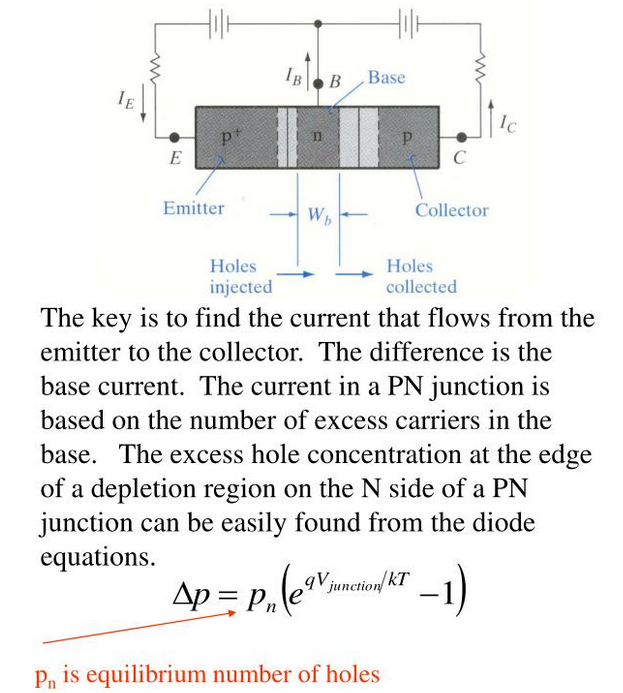 I_B
B
Base
I_E
I_C
p⁺
n
p
E
C
Emitter
W_b
Collector
Holes
injected
Holes
collected
The key is to find the current that flows from the
emitter to the collector.  The difference is the
base current.  The current in a PN junction is
based on the number of excess carriers in the
base.   The excess hole concentration at the edge
of a depletion region on the N side of a PN
junction can be easily found from the diode
equations.
Δp = p_n(e^{qV_{junction}/kT} − 1)
p_n is equilibrium number of holes